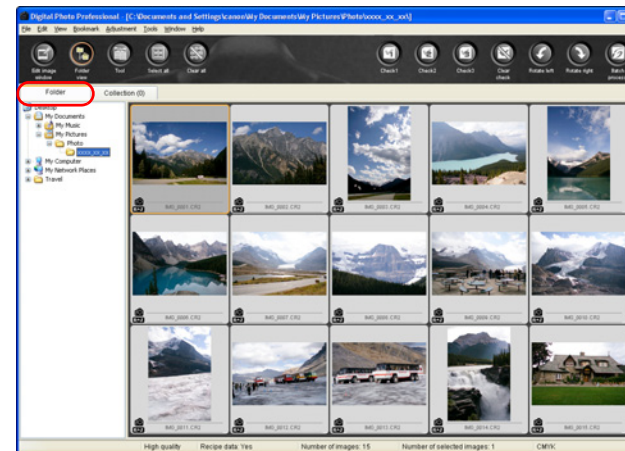 Digital Photo Professional - [C:\Documents and Settings\canoo\My Documents\My Pictures\Photo\xxxx_xx_xx\]
File Edit View Bookmark Adjustment Tools Window Help
Edit image window
Folder view
Tool
Select all
Clear all
Check1
Check2
Check3
Clear check
Rotate left
Rotate right
Batch process
Folder
Collection (0)
Desktop
My Documents
My Music
My Pictures
Photo
xxxx_xx_xx
My Computer
My Network Places
Travel
IMG_0001.CR2
IMG_0002.CR2
IMG_0003.CR2
IMG_0004.CR2
IMG_0005.CR2
IMG_0006.CR2
IMG_0007.CR2
IMG_0008.CR2
IMG_0009.CR2
IMG_0010.CR2
IMG_0011.CR2
IMG_0012.CR2
IMG_0013.CR2
IMG_0014.CR2
IMG_0015.CR2
High quality Recipe data: Yes Number of images: 15 Number of selected images: 1 CMYK